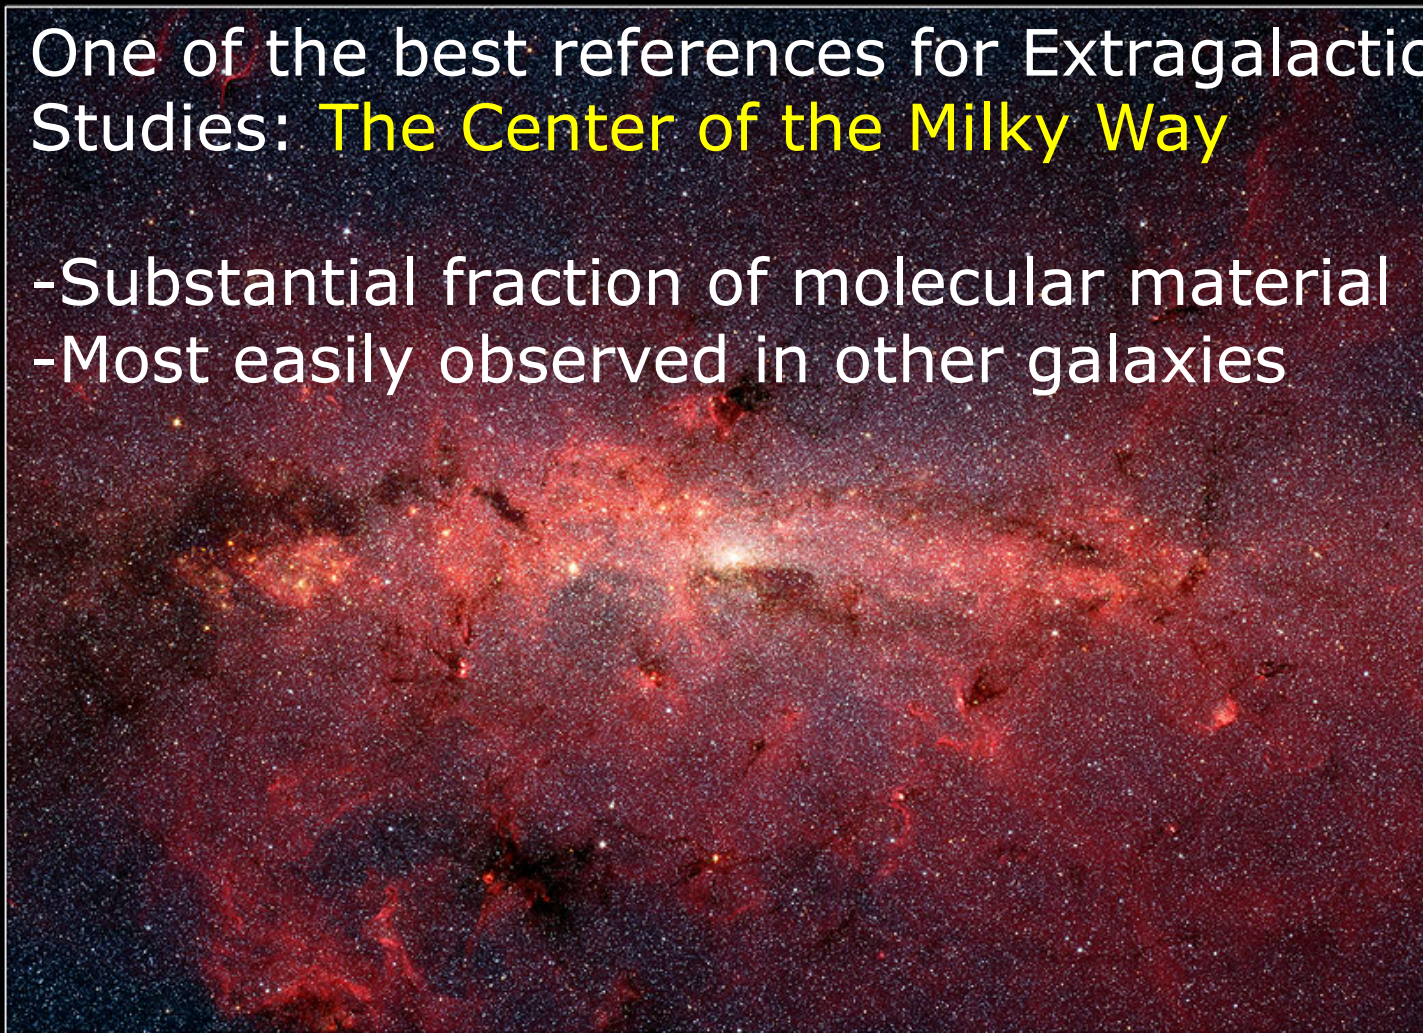 One of the best references for Extragalactic
Studies: The Center of the Milky Way
-Substantial fraction of molecular material
-Most easily observed in other galaxies